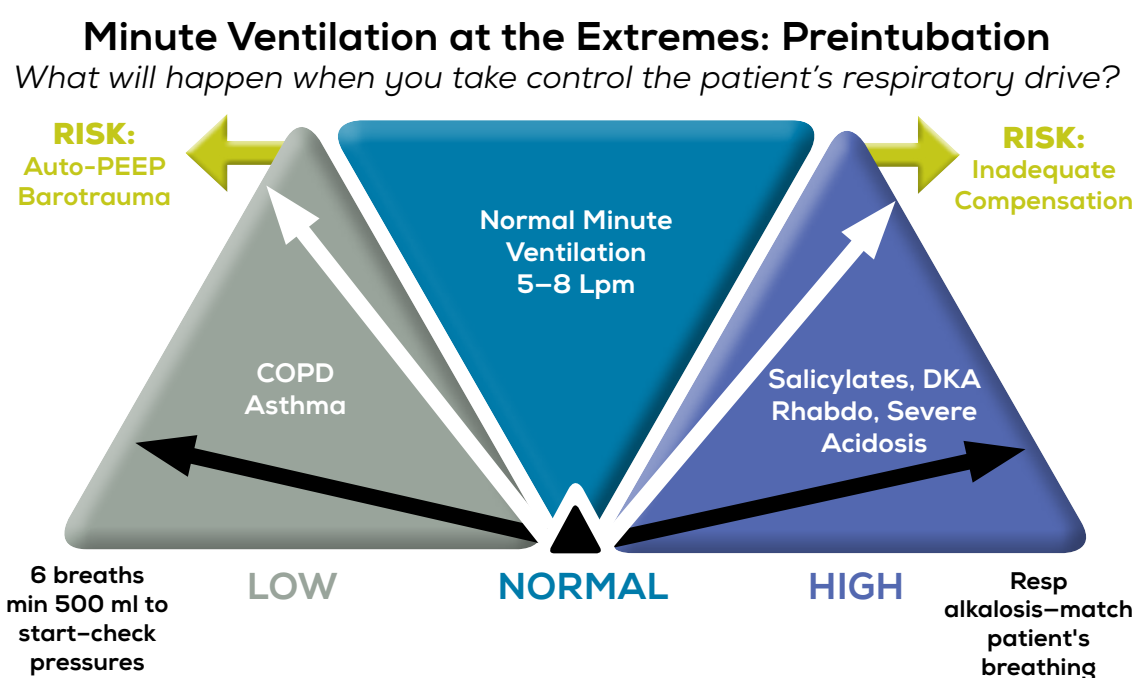 Minute Ventilation at the Extremes: Preintubation
What will happen when you take control the patient's respiratory drive?
RISK:
Auto-PEEP
Barotrauma
RISK:
Inadequate
Compensation
Normal Minute
Ventilation
5–8 Lpm
COPD
Asthma
Salicylates, DKA
Rhabdo, Severe
Acidosis
LOW
NORMAL
HIGH
6 breaths
min 500 ml to
start–check
pressures
Resp
alkalosis–match
patient's
breathing